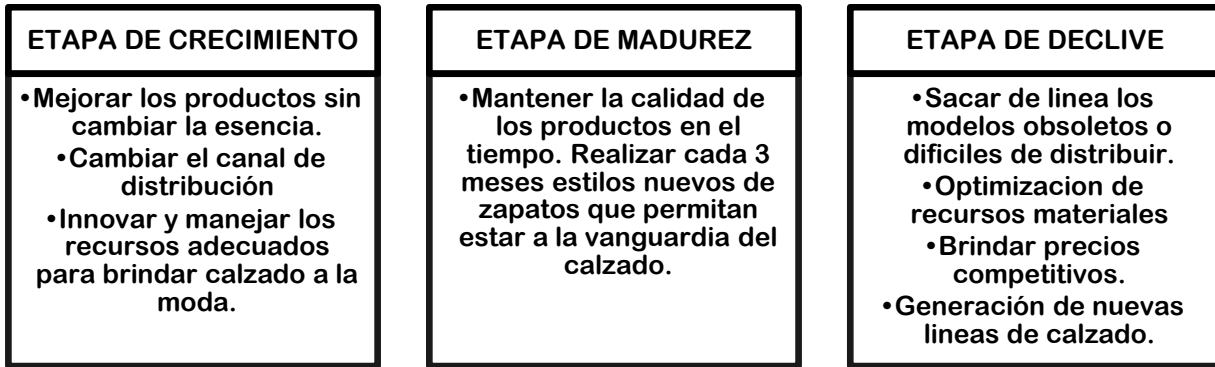 ETAPA DE CRECIMIENTO
•Mejorar los productos sin
cambiar la esencia.
•Cambiar el canal de
distribución
•Innovar y manejar los
recursos adecuados
para brindar calzado a la
moda.
ETAPA DE MADUREZ
•Mantener la calidad de
los productos en el
tiempo. Realizar cada 3
meses estilos nuevos de
zapatos que permitan
estar a la vanguardia del
calzado.
ETAPA DE DECLIVE
•Sacar de linea los
modelos obsoletos o
dificiles de distribuir.
•Optimizacion de
recursos materiales
•Brindar precios
competitivos.
•Generación de nuevas
lineas de calzado.